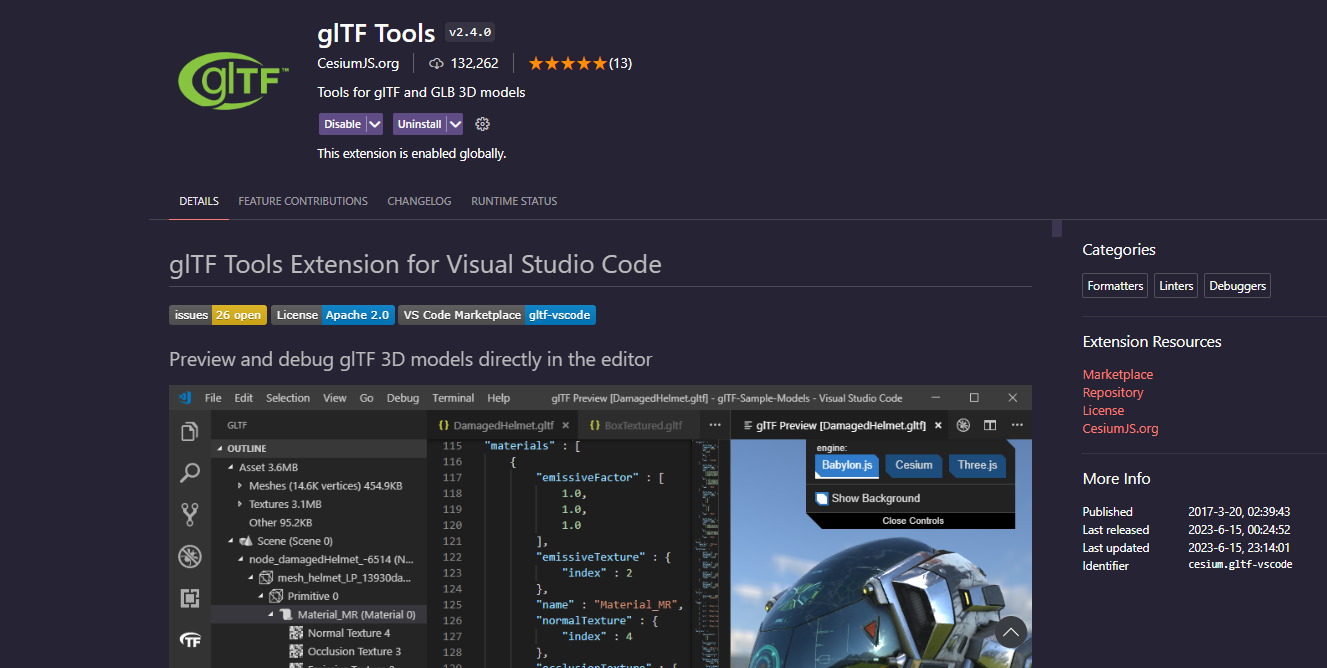 glTF™
glTF Tools v2.4.0
CesiumJS.org 132,262 (13)
Tools for glTF and GLB 3D models
Disable Uninstall
This extension is enabled globally.
DETAILS FEATURE CONTRIBUTIONS CHANGELOG RUNTIME STATUS
glTF Tools Extension for Visual Studio Code
issues 26 open License Apache 2.0 VS Code Marketplace gltf-vscode
Preview and debug glTF 3D models directly in the editor
File Edit Selection View Go Debug Terminal Help glTF Preview [DamagedHelmet.gltf] - glTF-Sample-Models - Visual Studio Code
GLTF
OUTLINE
Asset 3.6MB
Meshes (14.6K vertices) 454.9KB
Textures 3.1MB
Other 95.2KB
Scene (Scene 0)
node_damagedHelmet_-6514 (N...
mesh_helmet_LP_13930da...
Primitive 0
Material_MR (Material 0)
Normal Texture 4
Occlusion Texture 3
TF
{} DamagedHelmet.gltf × {} BoxTextured.gltf ...
115 "materials" : [
116 {
117 "emissiveFactor" : [
118 1.0,
119 1.0,
120 1.0
121 ],
122 "emissiveTexture" : {
123 "index" : 2
124 },
125 "name" : "Material_MR",
126 "normalTexture" : {
127 "index" : 4
128 },
129 "occlusionTexture" : {
glTF Preview [DamagedHelmet.gltf] × ...
engine:
Babylon.js Cesium Three.js
Show Background
Close Controls
Categories
Formatters Linters Debuggers
Extension Resources
Marketplace
Repository
License
CesiumJS.org
More Info
Published 2017-3-20, 02:39:43
Last released 2023-6-15, 00:24:52
Last updated 2023-6-15, 23:14:01
Identifier cesium.gltf-vscode